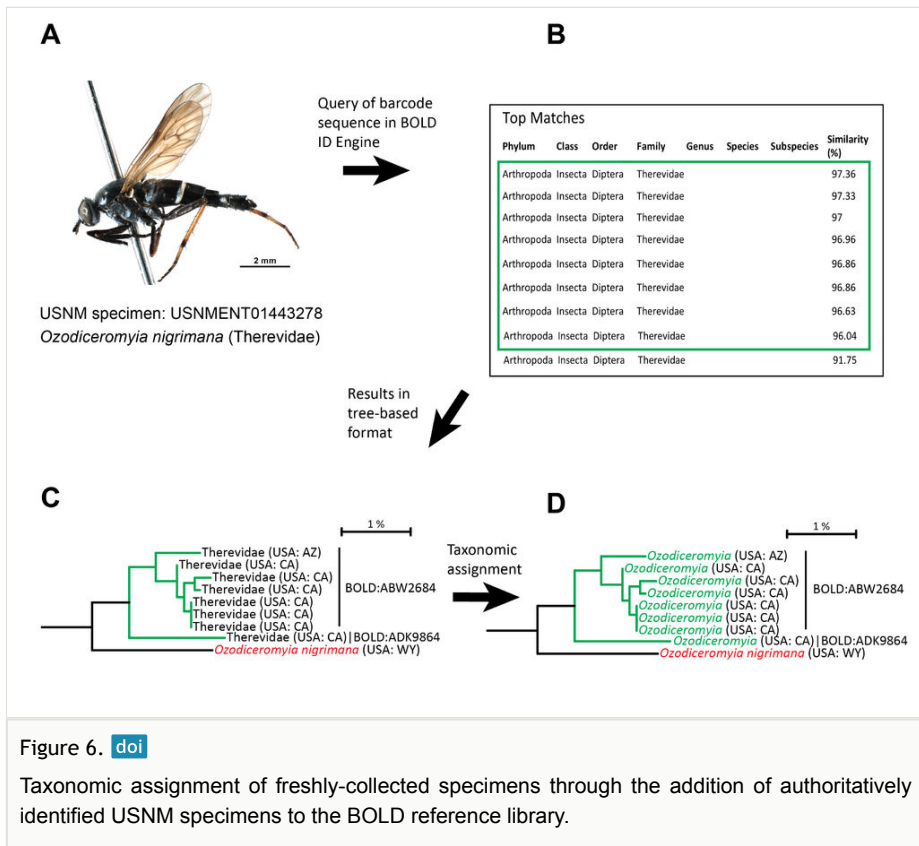 A
B
Query of barcode
sequence in BOLD
ID Engine
2 mm
USNM specimen: USNMENT01443278
Ozodiceromyia nigrimana (Therevidae)
Top Matches
Phylum Class Order Family Genus Species Subspecies Similarity (%)
Arthropoda Insecta Diptera Therevidae 97.36
Arthropoda Insecta Diptera Therevidae 97.33
Arthropoda Insecta Diptera Therevidae 97
Arthropoda Insecta Diptera Therevidae 96.96
Arthropoda Insecta Diptera Therevidae 96.86
Arthropoda Insecta Diptera Therevidae 96.86
Arthropoda Insecta Diptera Therevidae 96.63
Arthropoda Insecta Diptera Therevidae 96.04
Arthropoda Insecta Diptera Therevidae 91.75
Results in
tree-based
format
C
1 %
Therevidae (USA: AZ)
Therevidae (USA: CA)
Therevidae (USA: CA)
Therevidae (USA: CA)
Therevidae (USA: CA)
Therevidae (USA: CA)
Therevidae (USA: CA)
BOLD:ABW2684
Therevidae (USA: CA)|BOLD:ADK9864
Ozodiceromyia nigrimana (USA: WY)
Taxonomic
assignment
D
1 %
Ozodiceromyia (USA: AZ)
Ozodiceromyia (USA: CA)
Ozodiceromyia (USA: CA)
Ozodiceromyia (USA: CA)
Ozodiceromyia (USA: CA)
Ozodiceromyia (USA: CA)
Ozodiceromyia (USA: CA)
BOLD:ABW2684
Ozodiceromyia (USA: CA)|BOLD:ADK9864
Ozodiceromyia nigrimana (USA: WY)
Figure 6. doi
Taxonomic assignment of freshly-collected specimens through the addition of authoritatively
identified USNM specimens to the BOLD reference library.